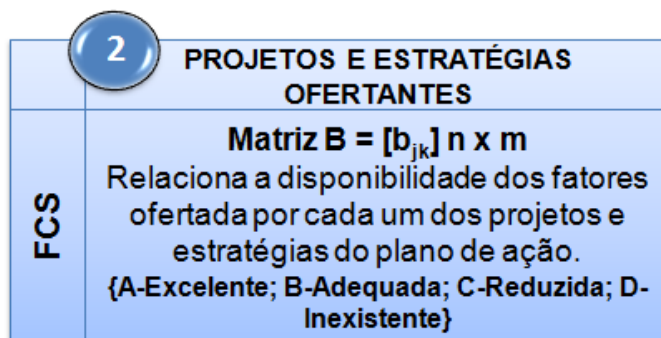 2
PROJETOS E ESTRATÉGIAS
OFERTANTES
FCS
Matriz B = [bjk] n x m
Relaciona a disponibilidade dos fatores
ofertada por cada um dos projetos e
estratégias do plano de ação.
{A-Excelente; B-Adequada; C-Reduzida; D-
Inexistente}